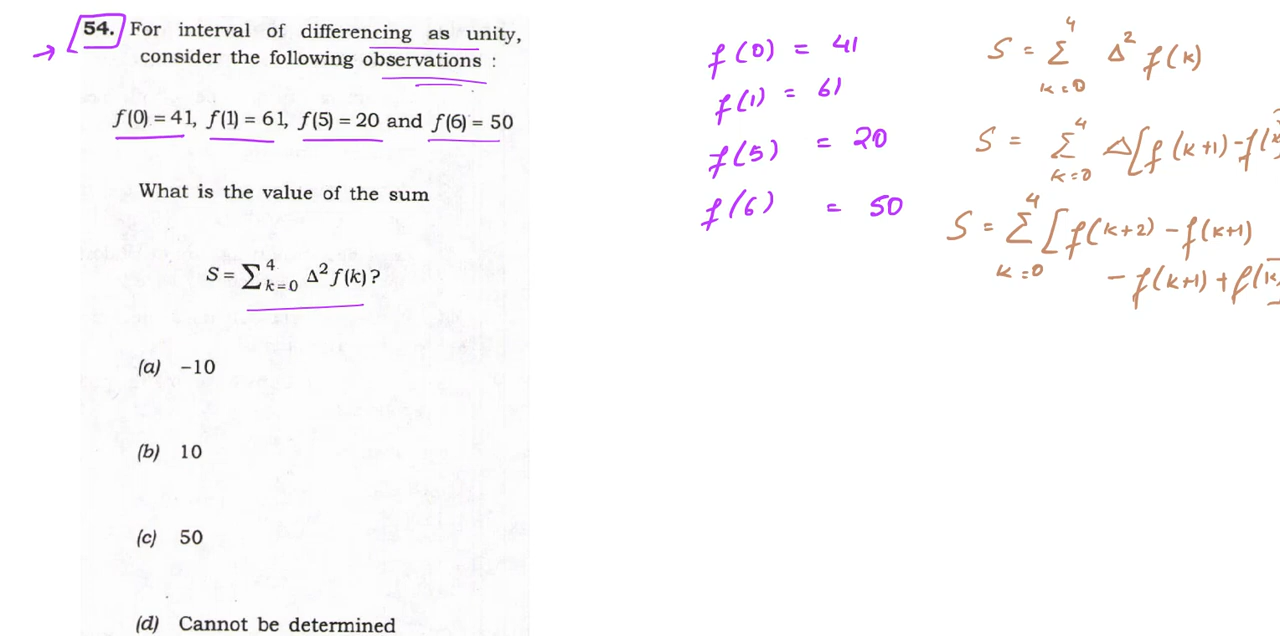 54. For interval of differencing as unity,
consider the following observations :
f(0) = 41, f(1) = 61, f(5) = 20 and f(6) = 50
What is the value of the sum
S = ∑⁴ₖ₌₀ Δ² f(k)?
(a) −10
(b) 10
(c) 50
(d) Cannot be determined
f(0) = 41
f(1) = 61
f(5) = 20
f(6) = 50
S = ∑⁴ₖ₌₀ Δ² f(k)
S = ∑⁴ₖ₌₀ Δ[f(k+1) - f(k
S = ∑⁴ₖ₌₀ [f(k+2) - f(k+1)
- f(k+1) + f(k